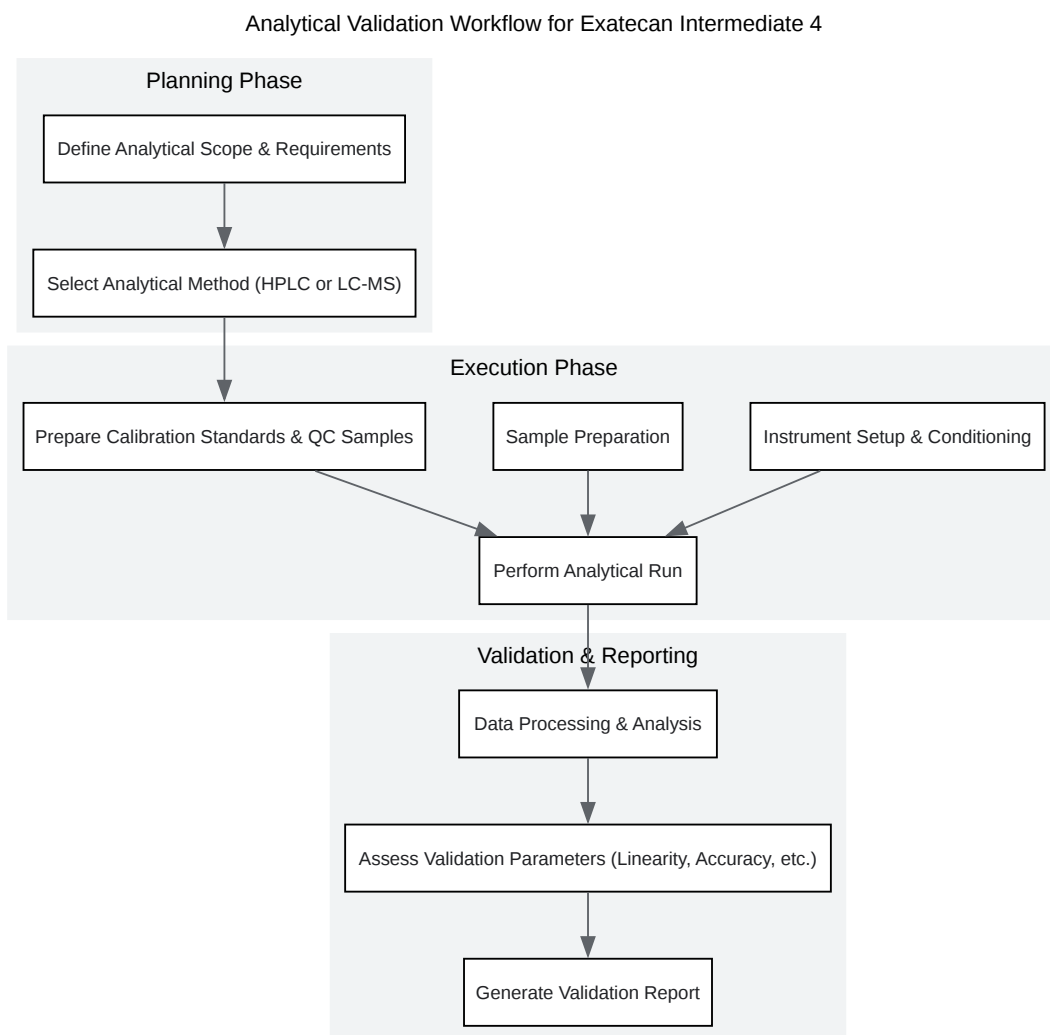 Analytical Validation Workflow for Exatecan Intermediate 4
Planning Phase
Define Analytical Scope & Requirements
Select Analytical Method (HPLC or LC-MS)
Execution Phase
Prepare Calibration Standards & QC Samples
Sample Preparation
Instrument Setup & Conditioning
Perform Analytical Run
Validation & Reporting
Data Processing & Analysis
Assess Validation Parameters (Linearity, Accuracy, etc.)
Generate Validation Report